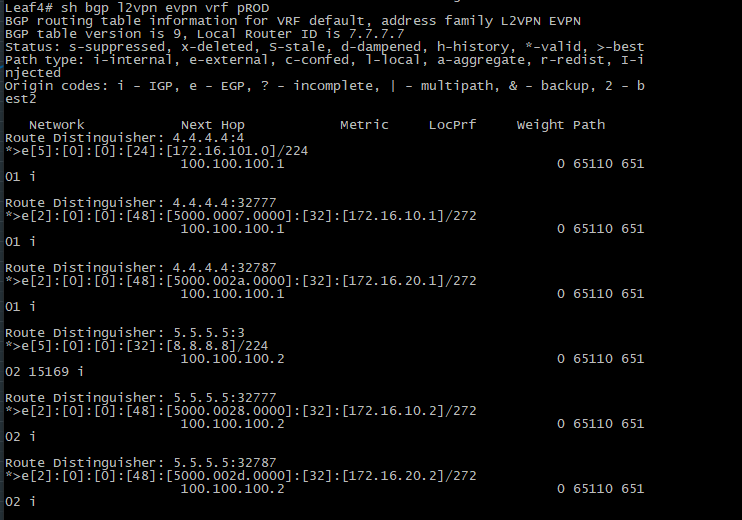 Leaf4# sh bgp l2vpn evpn vrf pROD
BGP routing table information for VRF default, address family L2VPN EVPN
BGP table version is 9, Local Router ID is 7.7.7.7
Status: s-suppressed, x-deleted, S-stale, d-dampened, h-history, *-valid, >-best
Path type: i-internal, e-external, c-confed, l-local, a-aggregate, r-redist, I-i
njected
Origin codes: i - IGP, e - EGP, ? - incomplete, | - multipath, & - backup, 2 - b
est2
   Network            Next Hop            Metric     LocPrf     Weight Path
Route Distinguisher: 4.4.4.4:4
*>e[5]:[0]:[0]:[24]:[172.16.101.0]/224
                      100.100.100.1                                  0 65110 651
01 i
Route Distinguisher: 4.4.4.4:32777
*>e[2]:[0]:[0]:[48]:[5000.0007.0000]:[32]:[172.16.10.1]/272
                      100.100.100.1                                  0 65110 651
01 i
Route Distinguisher: 4.4.4.4:32787
*>e[2]:[0]:[0]:[48]:[5000.002a.0000]:[32]:[172.16.20.1]/272
                      100.100.100.1                                  0 65110 651
01 i
Route Distinguisher: 5.5.5.5:3
*>e[5]:[0]:[0]:[32]:[8.8.8.8]/224
                      100.100.100.2                                  0 65110 651
02 15169 i
Route Distinguisher: 5.5.5.5:32777
*>e[2]:[0]:[0]:[48]:[5000.0028.0000]:[32]:[172.16.10.2]/272
                      100.100.100.2                                  0 65110 651
02 i
Route Distinguisher: 5.5.5.5:32787
*>e[2]:[0]:[0]:[48]:[5000.002d.0000]:[32]:[172.16.20.2]/272
                      100.100.100.2                                  0 65110 651
02 i